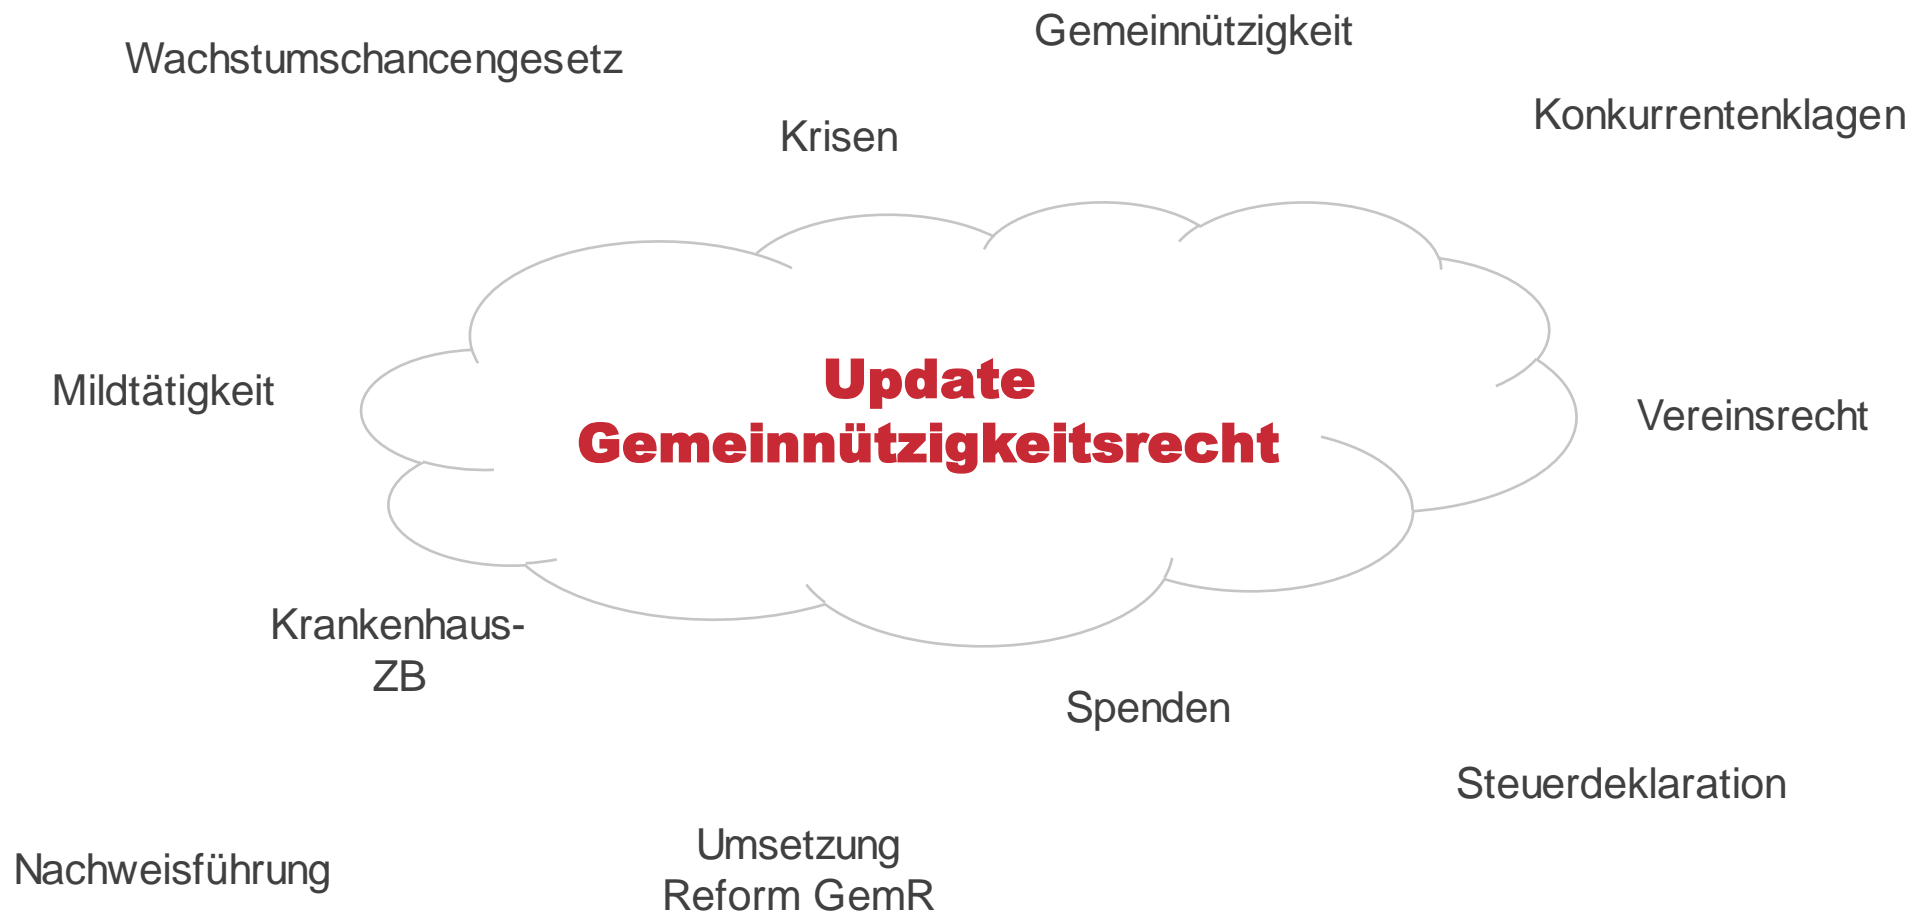 Gemeinnützigkeit
Wachstumschancengesetz
Konkurrentenklagen
Krisen
Update
Gemeinnützigkeitsrecht
Mildtätigkeit
Vereinsrecht
Krankenhaus-
ZB
Spenden
Steuerdeklaration
Umsetzung
Reform GemR
Nachweisführung